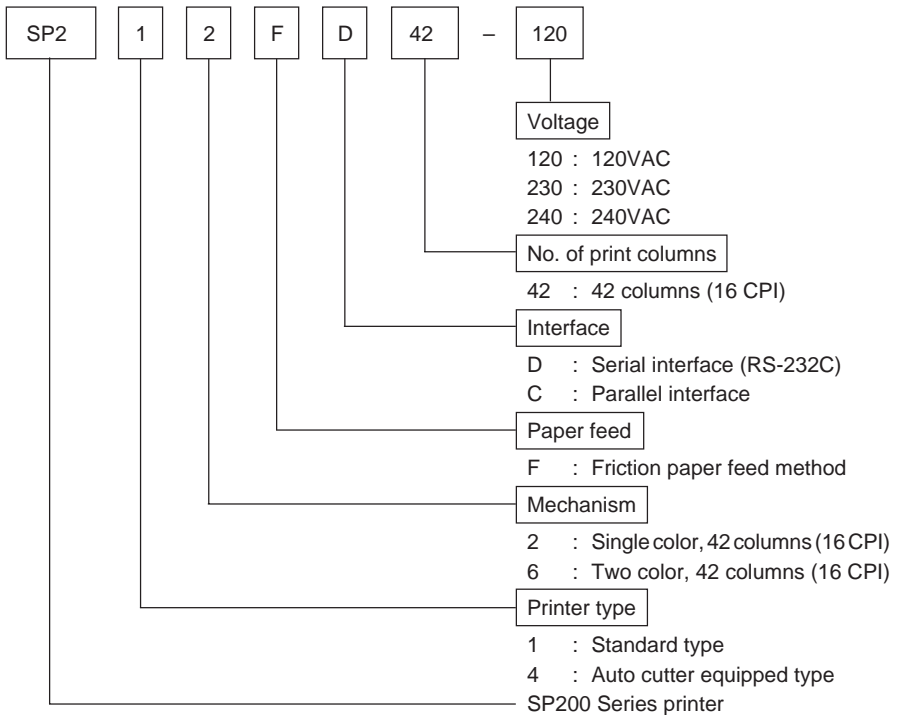 SP2 1 2 F D 42 – 120
Voltage
120 : 120VAC
230 : 230VAC
240 : 240VAC
No. of print columns
42 : 42 columns (16 CPI)
Interface
D : Serial interface (RS-232C)
C : Parallel interface
Paper feed
F : Friction paper feed method
Mechanism
2 : Single color, 42 columns (16 CPI)
6 : Two color, 42 columns (16 CPI)
Printer type
1 : Standard type
4 : Auto cutter equipped type
SP200 Series printer